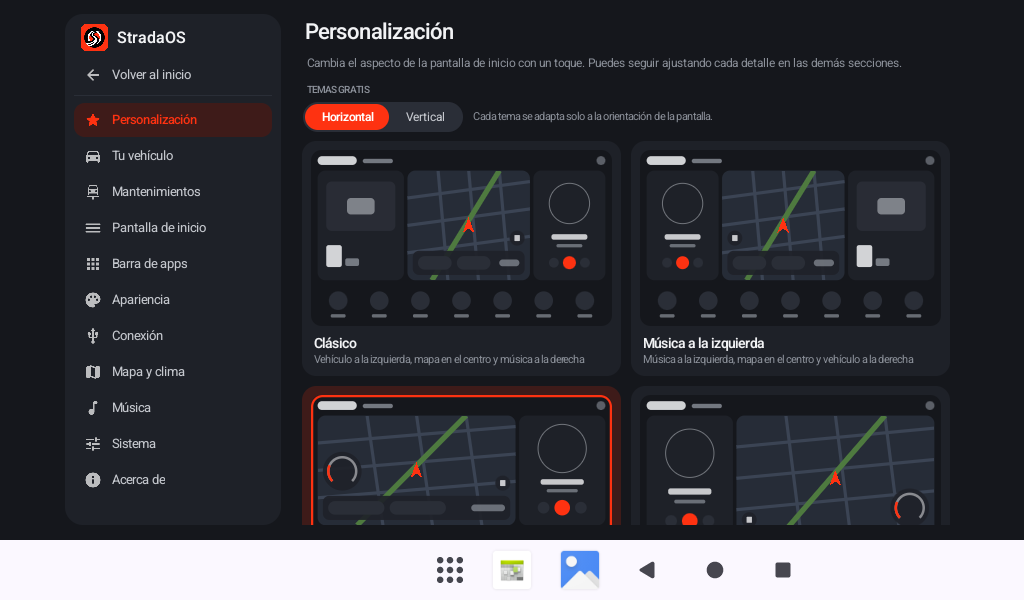 StradaOS
Volver al inicio
Personalización
Tu vehículo
Mantenimientos
Pantalla de inicio
Barra de apps
Apariencia
Conexión
Mapa y clima
Música
Sistema
Acerca de
Personalización
Cambia el aspecto de la pantalla de inicio con un toque. Puedes seguir ajustando cada detalle en las demás secciones.
TEMAS GRATIS
Horizontal
Vertical
Cada tema se adapta solo a la orientación de la pantalla.
Clásico
Vehículo a la izquierda, mapa en el centro y música a la derecha
Música a la izquierda
Música a la izquierda, mapa en el centro y vehículo a la derecha